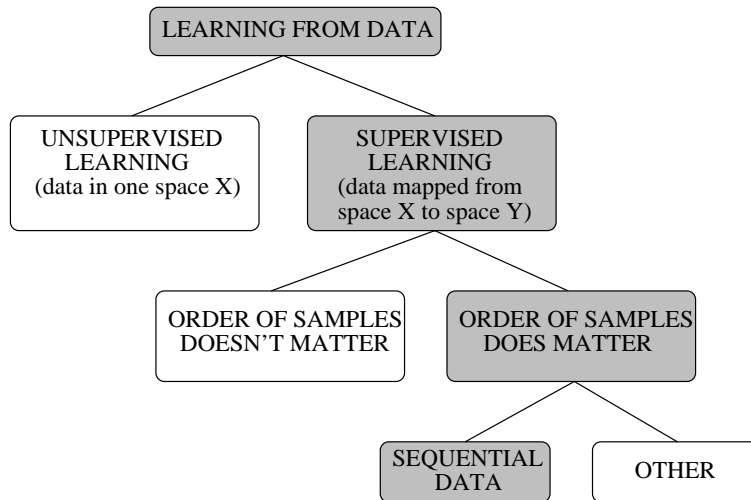 LEARNING FROM DATA
UNSUPERVISED
LEARNING
(data in one space X)
SUPERVISED
LEARNING
(data mapped from
space X to space Y)
ORDER OF SAMPLES
DOESN'T MATTER
ORDER OF SAMPLES
DOES MATTER
SEQUENTIAL
DATA
OTHER